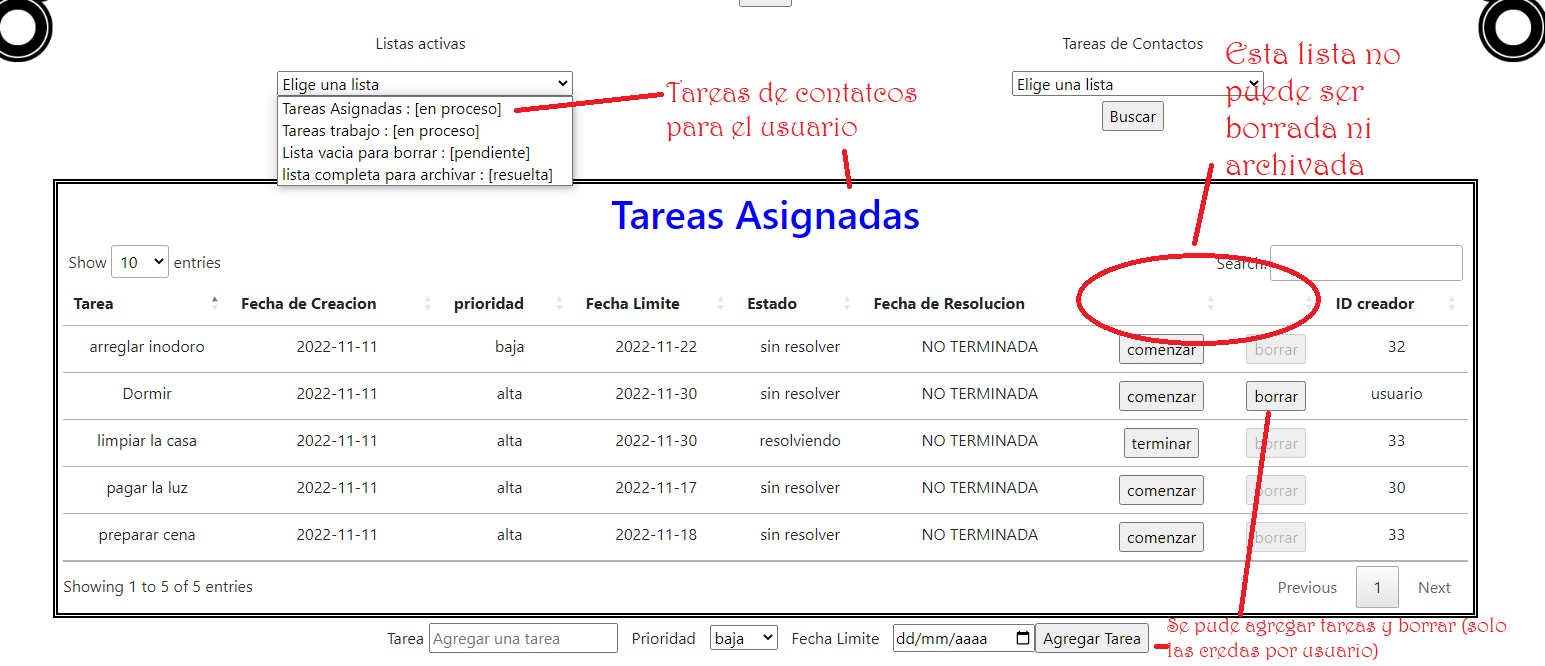 Listas activas
Tareas de Contactos
Elige una lista
Tareas Asignadas : [en proceso]
Tareas trabajo : [en proceso]
Lista vacia para borrar : [pendiente]
lista completa para archivar : [resuelta]
Tareas de contatcos
para el usuario
Elige una lista
Buscar
Esta lista no
puede ser
borrada ni
archivada
Tareas Asignadas
Show 10 entries
Search:
Tarea Fecha de Creacion prioridad Fecha Limite Estado Fecha de Resolucion ID creador
arreglar inodoro 2022-11-11 baja 2022-11-22 sin resolver NO TERMINADA comenzar borrar 32
Dormir 2022-11-11 alta 2022-11-30 sin resolver NO TERMINADA comenzar borrar usuario
limpiar la casa 2022-11-11 alta 2022-11-30 resolviendo NO TERMINADA terminar borrar 33
pagar la luz 2022-11-11 alta 2022-11-17 sin resolver NO TERMINADA comenzar borrar 30
preparar cena 2022-11-11 alta 2022-11-18 sin resolver NO TERMINADA comenzar borrar 33
Showing 1 to 5 of 5 entries
Previous 1 Next
Tarea Agregar una tarea Prioridad baja Fecha Limite dd/mm/aaaa Agregar Tarea
Se pude agregar tareas y borrar (solo
las credas por usuario)